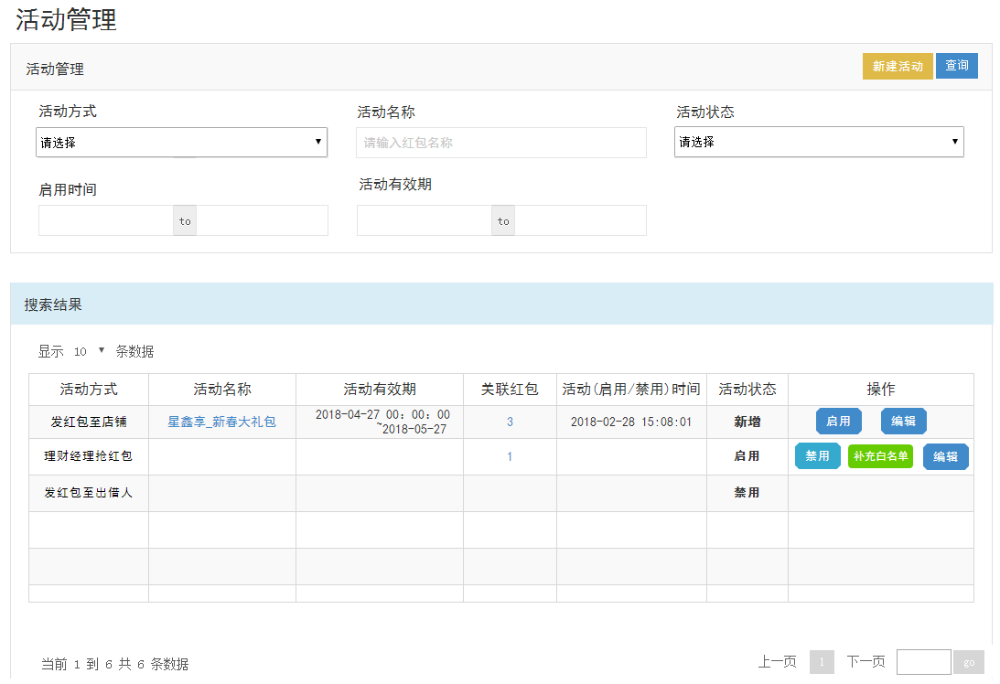 活动管理
活动管理 新建活动 查询
活动方式 活动名称 活动状态
请选择 请输入红包名称 请选择
启用时间 活动有效期
to to
搜索结果
显示 10 条数据
活动方式 活动名称 活动有效期 关联红包 活动(启用/禁用)时间 活动状态 操作
发红包至店铺 星鑫享_新春大礼包 2018-04-27 00：00：00 3 2018-02-28 15:08:01 新增 启用 编辑
~2018-05-27
理财经理抢红包 1 启用 禁用 补充白名单 编辑
发红包至出借人 禁用
当前 1 到 6 共 6 条数据 上一页 1 下一页 go